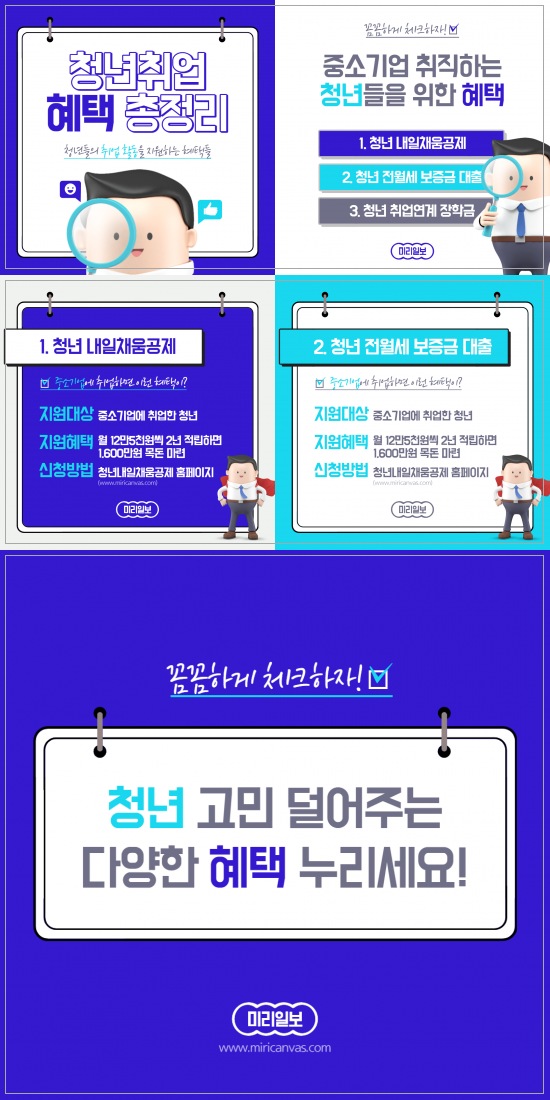 청년취업
혜택 총정리
청년들의 취업 활동을 지원하는 혜택들
꼼꼼하게 체크하자!
중소기업 취직하는
청년들을 위한 혜택
1. 청년 내일채움공제
2. 청년 전월세 보증금 대출
3. 청년 취업연계 장학금
미리일보
1. 청년 내일채움공제
중소기업에 취업하면 이런 혜택이?
지원대상 중소기업에 취업한 청년
지원혜택 월 12만5천원씩 2년 적립하면
1,600만원 목돈 마련
신청방법 청년내일채움공제 홈페이지
(www.miricanvas.com)
미리일보
2. 청년 전월세 보증금 대출
중소기업에 취업하면 이런 혜택이?
지원대상 중소기업에 취업한 청년
지원혜택 월 12만5천원씩 2년 적립하면
1,600만원 목돈 마련
신청방법 청년내일채움공제 홈페이지
(www.miricanvas.com)
미리일보
꼼꼼하게 체크하자!
청년 고민 덜어주는
다양한 혜택 누리세요!
미리일보
www.miricanvas.com